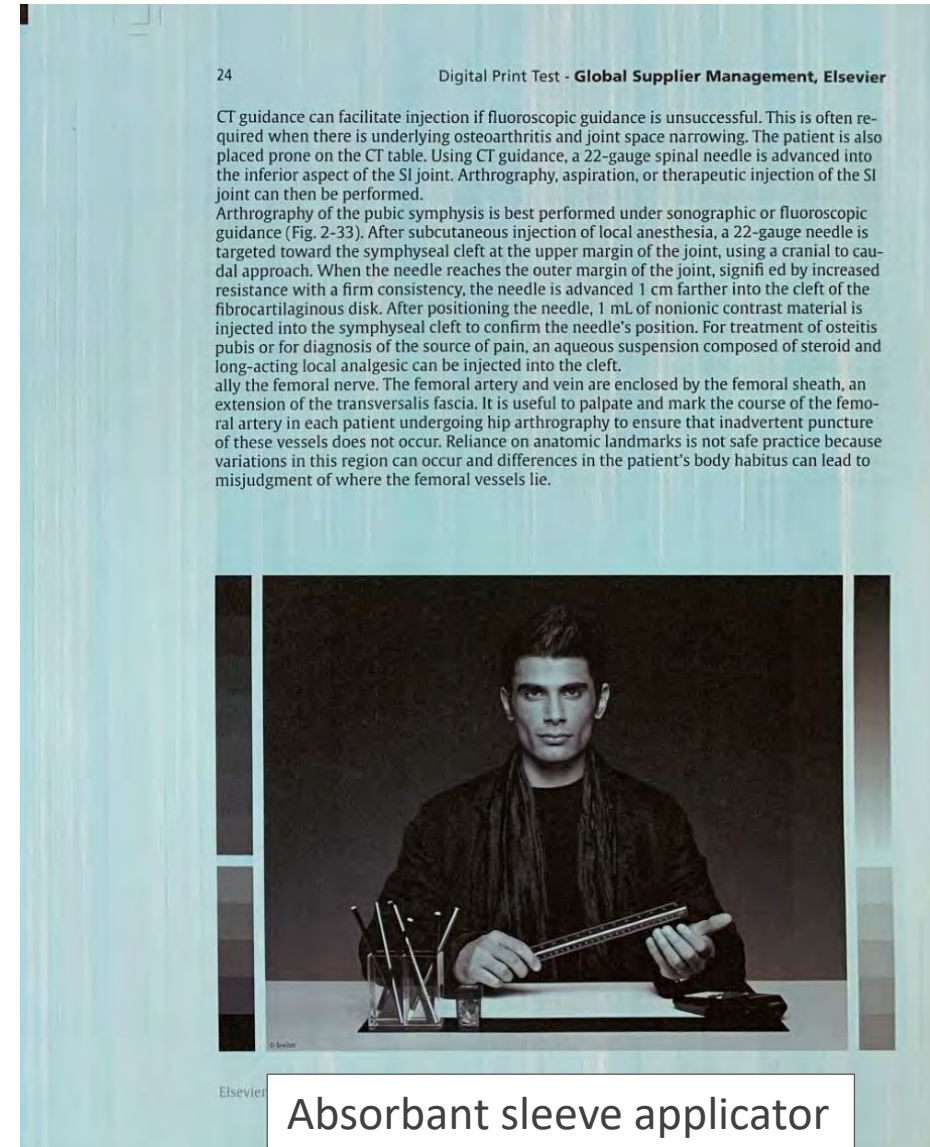 24
Digital Print Test - Global Supplier Management, Elsevier
CT guidance can facilitate injection if fluoroscopic guidance is unsuccessful. This is often re-
quired when there is underlying osteoarthritis and joint space narrowing. The patient is also
placed prone on the CT table. Using CT guidance, a 22-gauge spinal needle is advanced into
the inferior aspect of the SI joint. Arthrography, aspiration, or therapeutic injection of the SI
joint can then be performed.
Arthrography of the pubic symphysis is best performed under sonographic or fluoroscopic
guidance (Fig. 2-33). After subcutaneous injection of local anesthesia, a 22-gauge needle is
targeted toward the symphyseal cleft at the upper margin of the joint, using a cranial to cau-
dal approach. When the needle reaches the outer margin of the joint, signifi ed by increased
resistance with a firm consistency, the needle is advanced 1 cm farther into the cleft of the
fibrocartilaginous disk. After positioning the needle, 1 mL of nonionic contrast material is
injected into the symphyseal cleft to confirm the needle's position. For treatment of osteitis
pubis or for diagnosis of the source of pain, an aqueous suspension composed of steroid and
long-acting local analgesic can be injected into the cleft.
ally the femoral nerve. The femoral artery and vein are enclosed by the femoral sheath, an
extension of the transversalis fascia. It is useful to palpate and mark the course of the femo-
ral artery in each patient undergoing hip arthrography to ensure that inadvertent puncture
of these vessels does not occur. Reliance on anatomic landmarks is not safe practice because
variations in this region can occur and differences in the patient's body habitus can lead to
misjudgment of where the femoral vessels lie.
Elsevier
Absorbant sleeve applicator